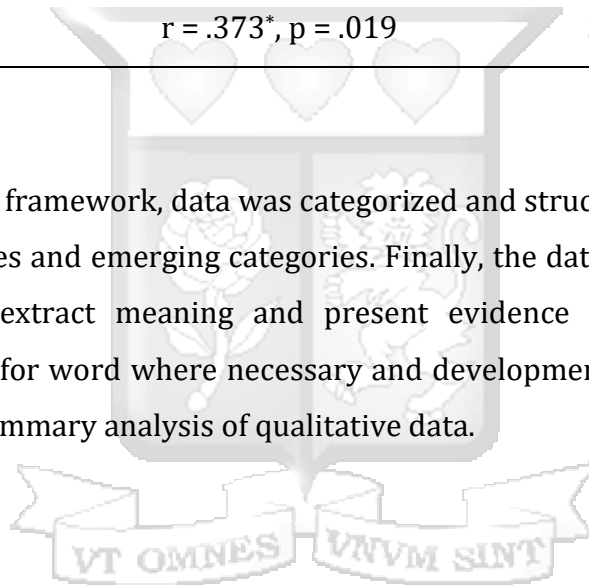 r = .373*, p = .019
framework, data was categorized and struc
es and emerging categories. Finally, the dat
extract meaning and present evidence
for word where necessary and developmen
mmary analysis of qualitative data.
VT OMNES VNVM SINT